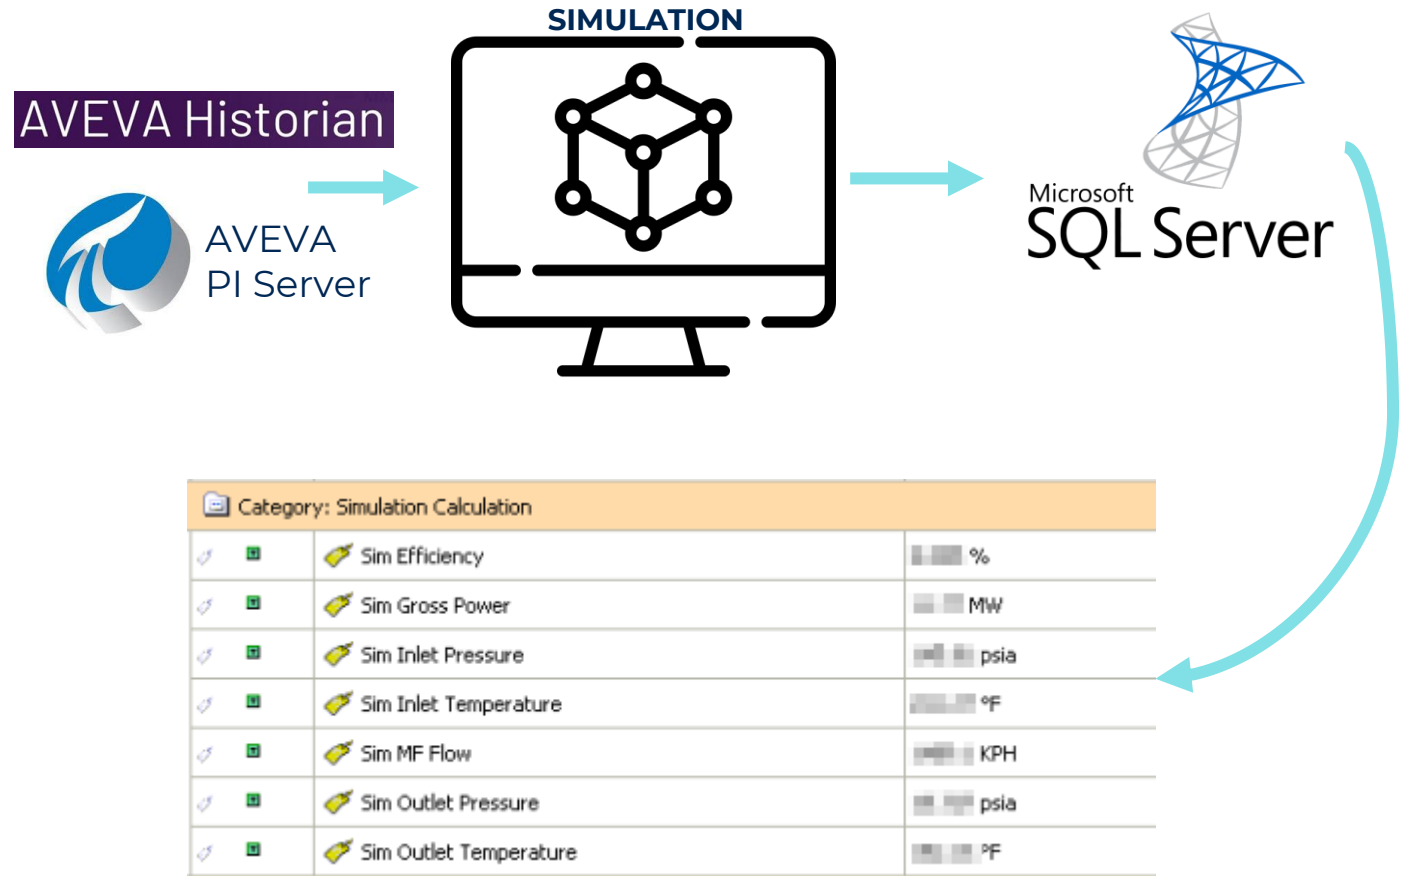 SIMULATION
AVEVA Historian
AVEVA
PI Server
Microsoft
SQL Server
Category: Simulation Calculation
Sim Efficiency %
Sim Gross Power MW
Sim Inlet Pressure psia
Sim Inlet Temperature °F
Sim MF Flow KPH
Sim Outlet Pressure psia
Sim Outlet Temperature °F